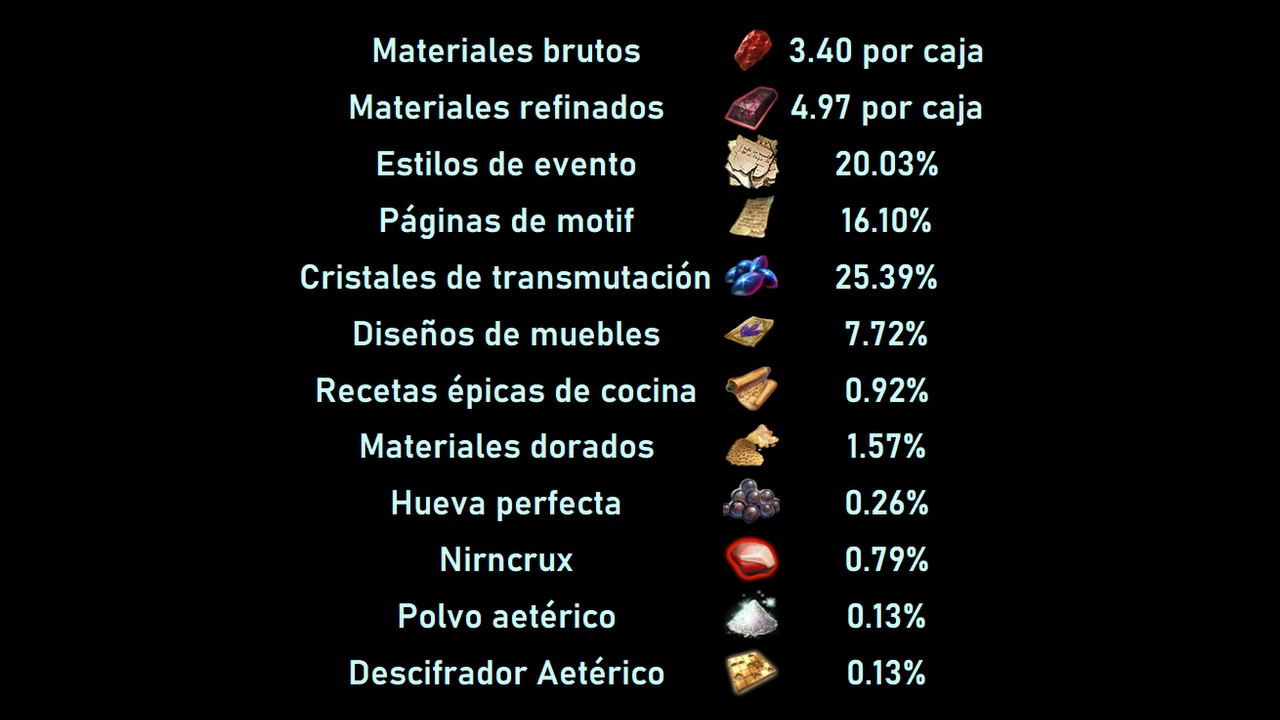 Materiales brutos 3.40 por caja
Materiales refinados 4.97 por caja
Estilos de evento 20.03%
Páginas de motif 16.10%
Cristales de transmutación 25.39%
Diseños de muebles 7.72%
Recetas épicas de cocina 0.92%
Materiales dorados 1.57%
Hueva perfecta 0.26%
Nirncrux 0.79%
Polvo aetérico 0.13%
Descifrador Aetérico 0.13%